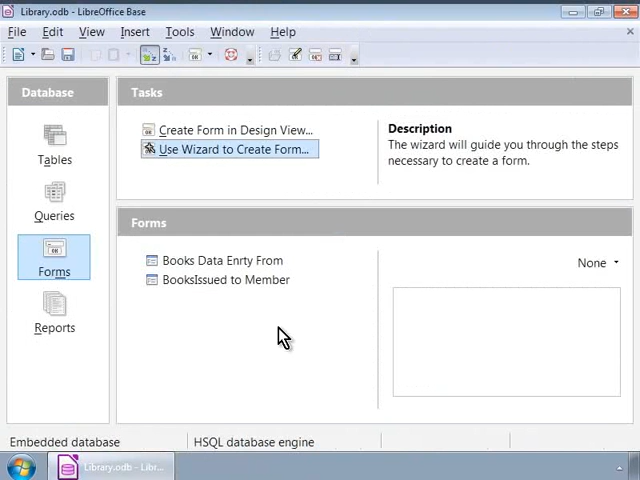 Library.odb - LibreOffice Base
File Edit View Insert Tools Window Help
Database
Tasks
Create Form in Design View...
Use Wizard to Create Form...
Description
The wizard will guide you through the steps
necessary to create a form.
Tables
Queries
Forms
Reports
Forms
Books Data Enrty From
BooksIssued to Member
None
Embedded database
HSQL database engine
Library.odb - Libr...